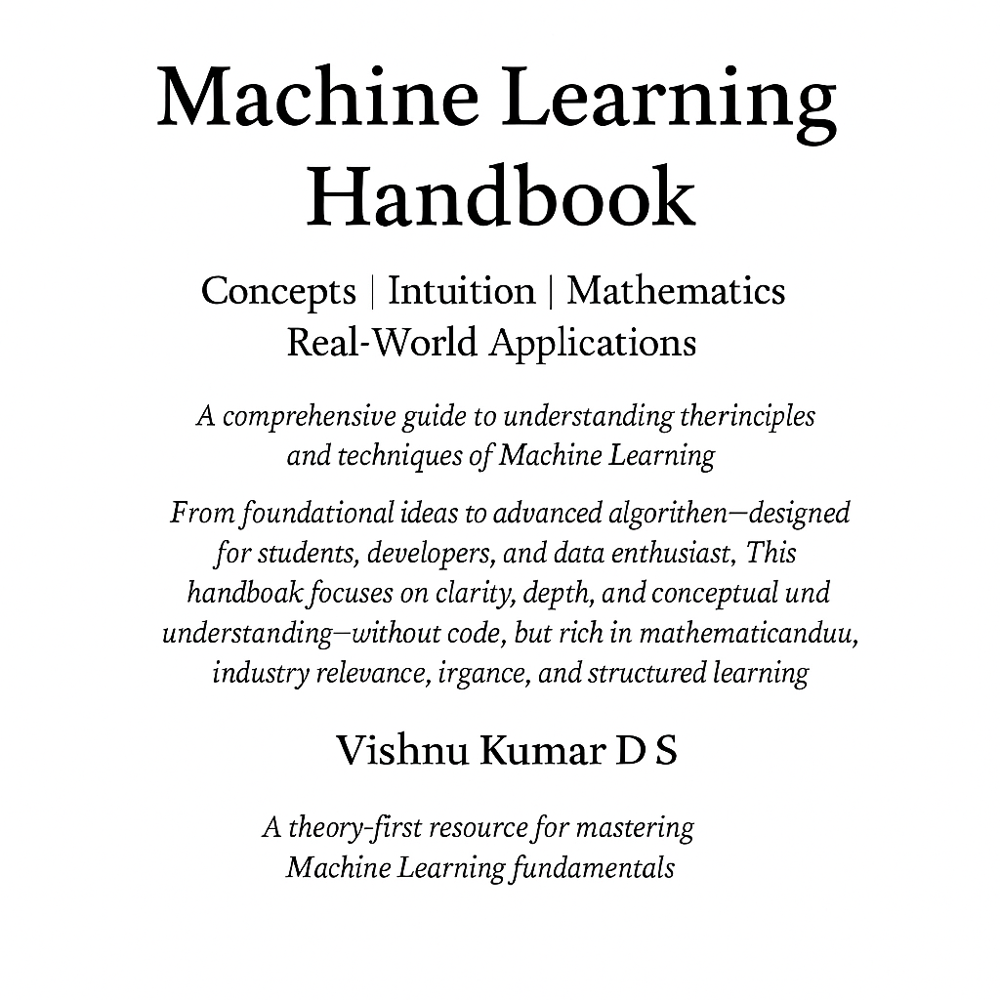 Machine Learning
Handbook
Concepts | Intuition | Mathematics
Real-World Applications
A comprehensive guide to understanding therinciples
and techniques of Machine Learning
From foundational ideas to advanced algorithen—designed
for students, developers, and data enthusiast, This
handboak focuses on clarity, depth, and conceptual und
understanding—without code, but rich in mathematicanduu,
industry relevance, irgance, and structured learning
Vishnu Kumar D S
A theory-first resource for mastering
Machine Learning fundamentals